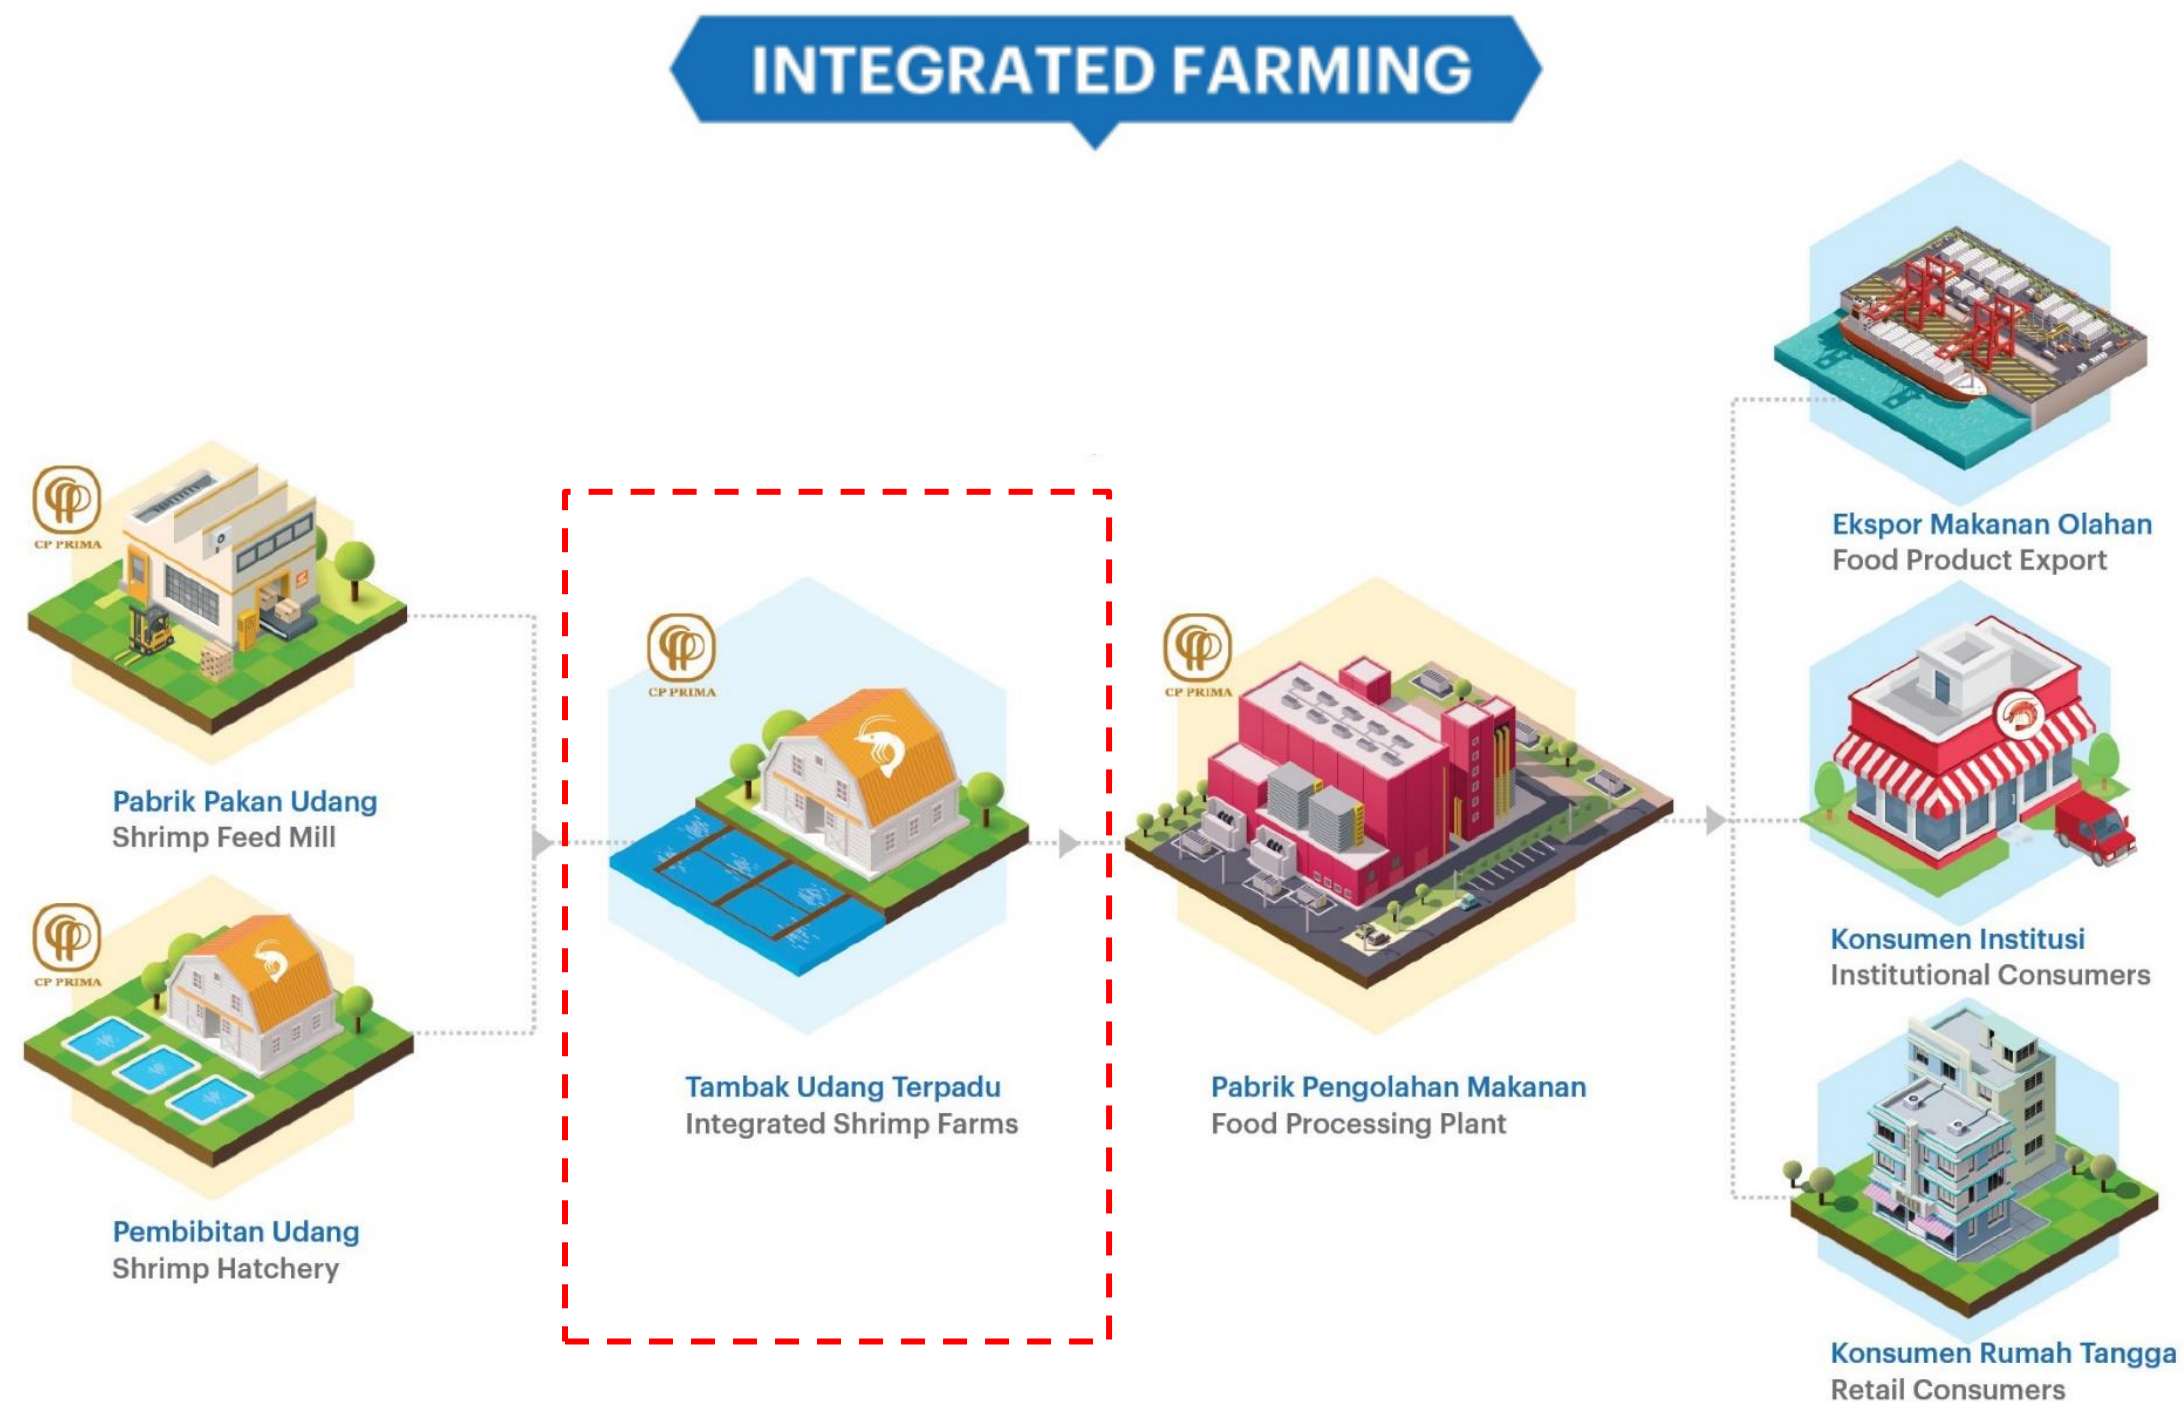 INTEGRATED FARMING
CP PRIMA
Pabrik Pakan Udang
Shrimp Feed Mill
CP PRIMA
Pembibitan Udang
Shrimp Hatchery
CP PRIMA
Tambak Udang Terpadu
Integrated Shrimp Farms
CP PRIMA
Pabrik Pengolahan Makanan
Food Processing Plant
Ekspor Makanan Olahan
Food Product Export
Konsumen Institusi
Institutional Consumers
Konsumen Rumah Tangga
Retail Consumers